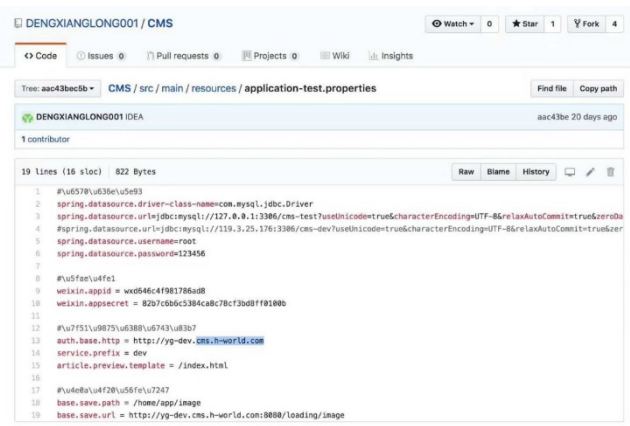 DENGXIANGLONG001 / CMS
Watch 0 Star 1 Fork 4
Code Issues 0 Pull requests 0 Projects 0 Wiki Insights
Tree: aac43bec5b CMS / src / main / resources / application-test.properties Find file Copy path
DENGXIANGLONG001 IDEA aac43be 20 days ago
1 contributor
19 lines (16 sloc) 822 Bytes Raw Blame History
1 #\u6570\u636e\u5e93
2 spring.datasource.driver-class-name=com.mysql.jdbc.Driver
3 spring.datasource.url=jdbc:mysql://127.0.0.1:3306/cms-test?useUnicode=true&characterEncoding=UTF-8&relaxAutoCommit=true&zeroDa
4 #spring.datasource.url=jdbc:mysql://119.3.25.176:3306/cms-dev?useUnicode=true&characterEncoding=UTF-8&relaxAutoCommit=true&zer
5 spring.datasource.username=root
6 spring.datasource.password=123456
7
8 #\u5fae\u4fe1
9 weixin.appid = wxd646c4f981786ad8
10 weixin.appsecret = 82b7c6b6c5384ca8c78cf3bd8ff0100b
11
12 #\u7f51\u9875\u6388\u6743\u83b7
13 auth.base.http = http://yg-dev.cms.h-world.com
14 service.prefix = dev
15 article.preview.template = /index.html
16
17 #\u4e0a\u4f20\u56fe\u7247
18 base.save.path = /home/app/image
19 base.save.url = http://yg-dev.cms.h-world.com:8080/loading/image